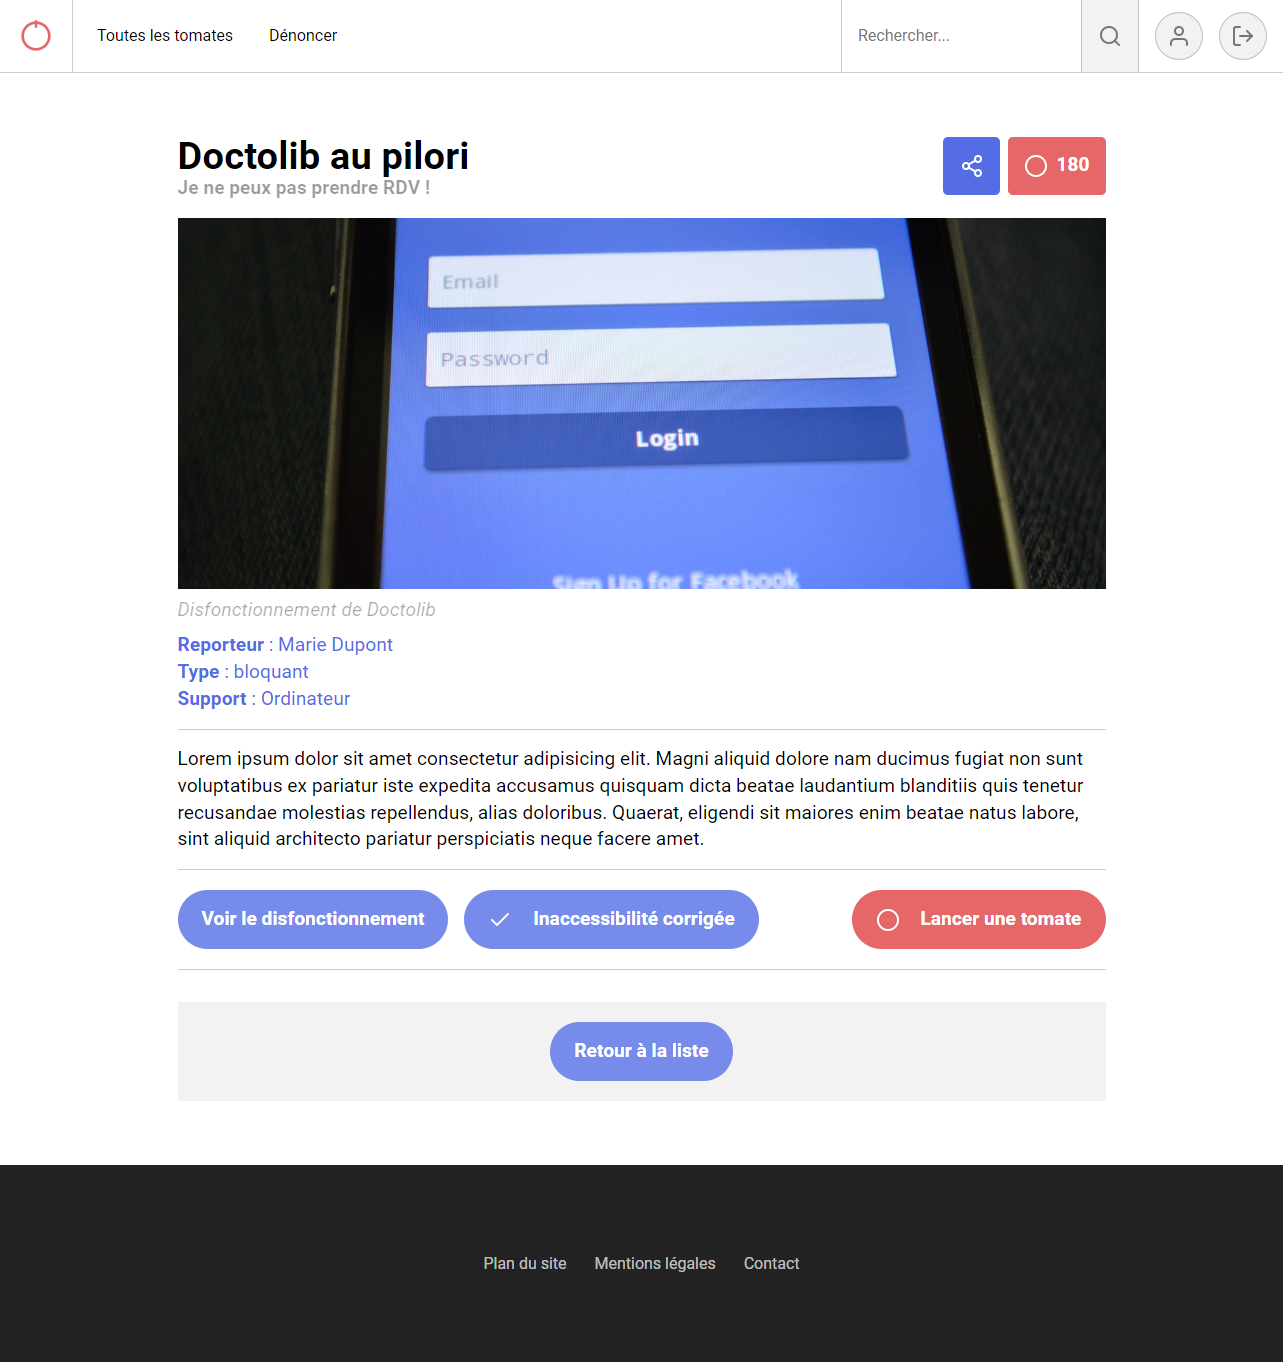 Toutes les tomates
Dénoncer
Rechercher...
Doctolib au pilori
Je ne peux pas prendre RDV !
180
Email
Password
Login
Sign Up for Facebook
Disfonctionnement de Doctolib
Reporteur : Marie Dupont
Type : bloquant
Support : Ordinateur
Lorem ipsum dolor sit amet consectetur adipisicing elit. Magni aliquid dolore nam ducimus fugiat non sunt
voluptatibus ex pariatur iste expedita accusamus quisquam dicta beatae laudantium blanditiis quis tenetur
recusandae molestias repellendus, alias doloribus. Quaerat, eligendi sit maiores enim beatae natus labore,
sint aliquid architecto pariatur perspiciatis neque facere amet.
Voir le disfonctionnement
Inaccessibilité corrigée
Lancer une tomate
Retour à la liste
Plan du site
Mentions légales
Contact